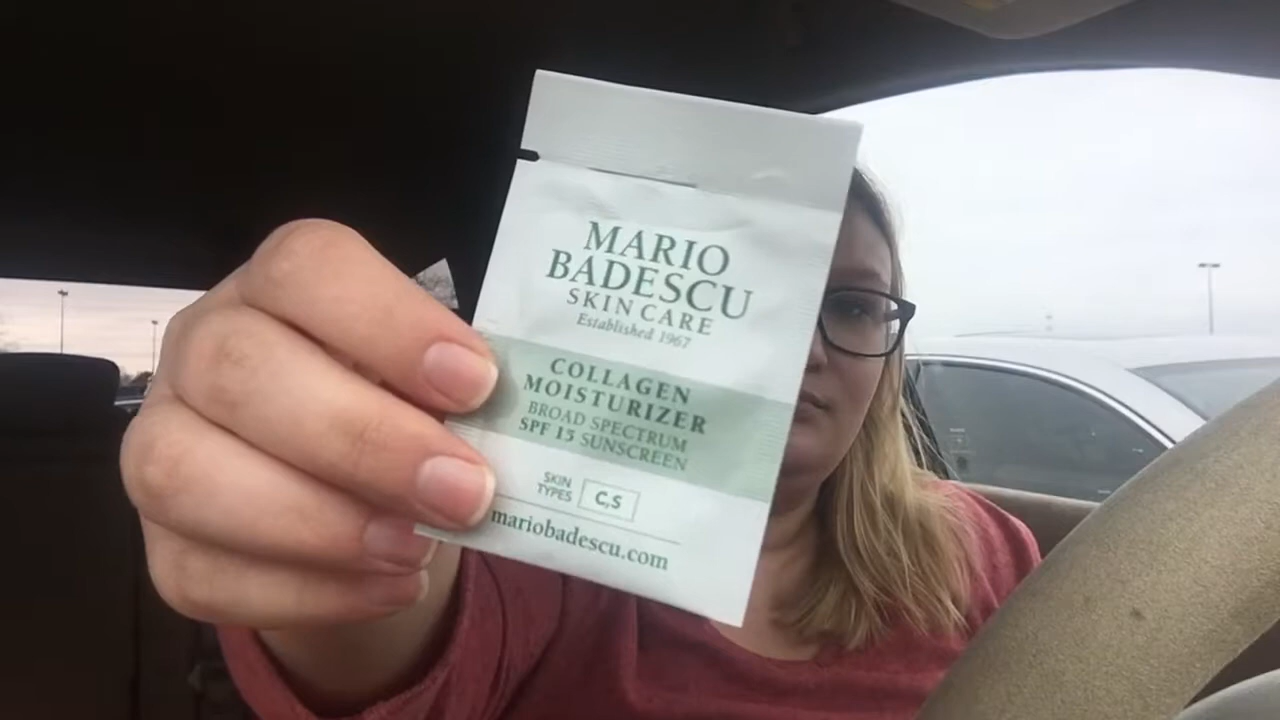 MARIO
BADESCU
SKIN CARE
Established 1967
COLLAGEN
MOISTURIZER
BROAD SPECTRUM
SPF 15 SUNSCREEN
SKIN
TYPES
C,S
mariobadescu.com